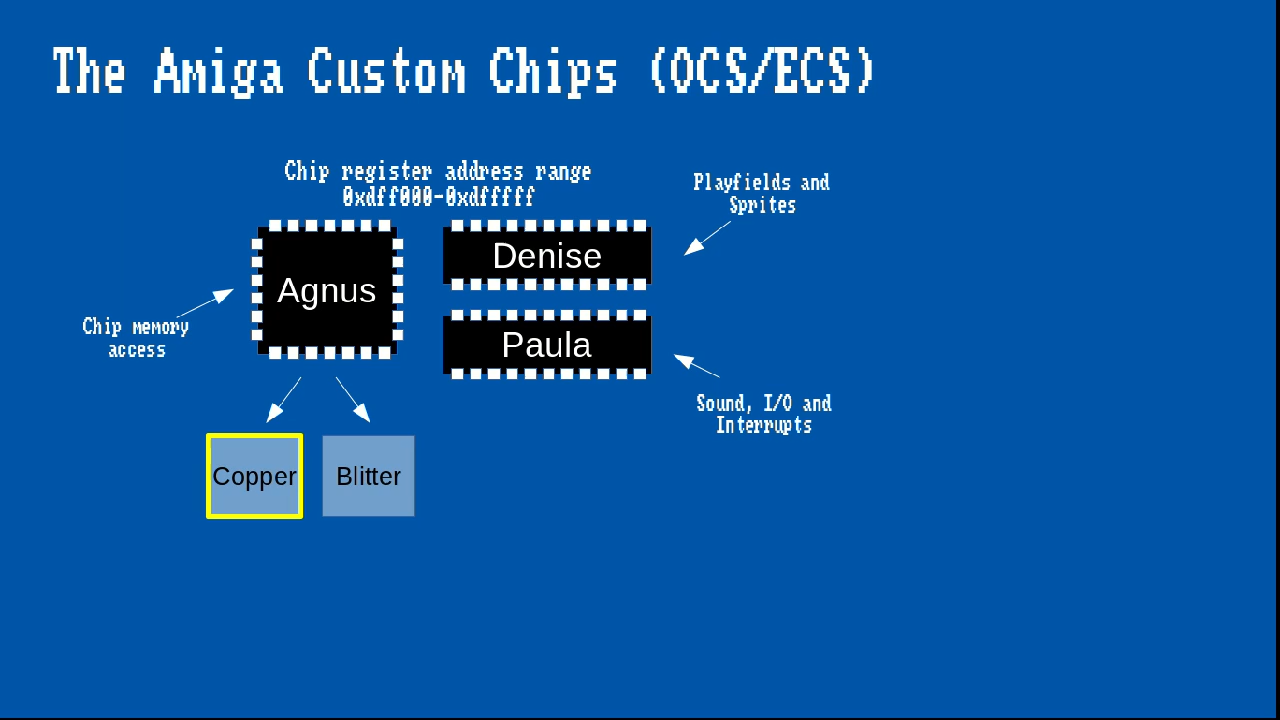 The Amiga Custom Chips (OCS/ECS)
Chip register address range
0xdff000-0xdfffff
Playfields and
Sprites
Agnus
Denise
Paula
Chip memory
access
Sound, I/O and
Interrupts
Copper
Blitter